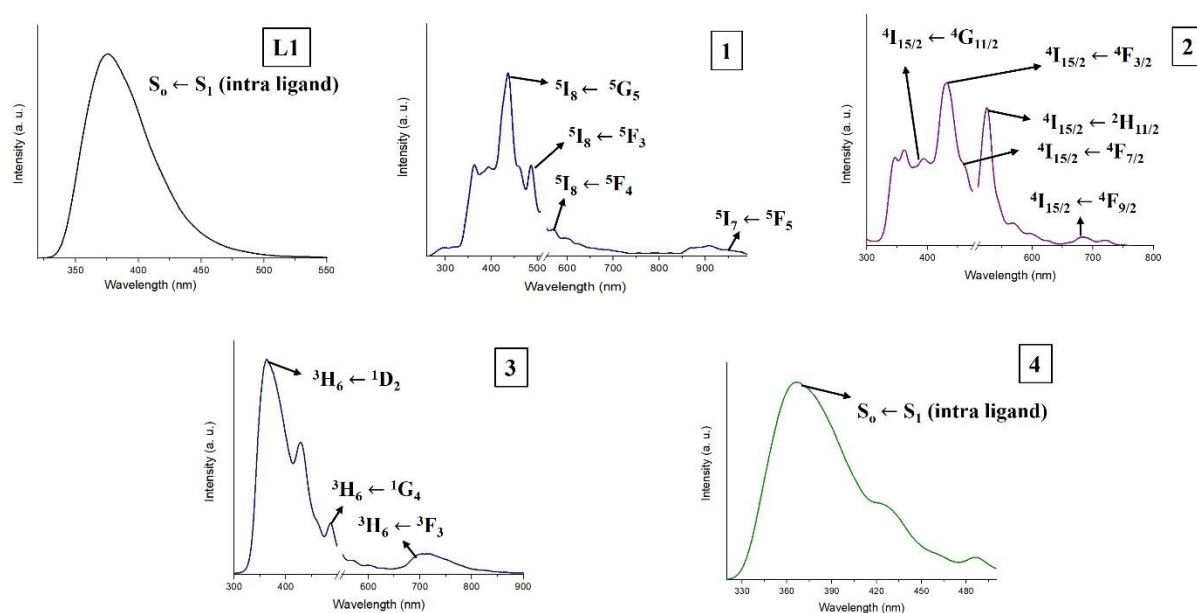 L1
Sₒ ← S₁ (intra ligand)
Intensity (a. u.)
350 400 450 500 550
Wavelength (nm)
1
⁵I₈ ← ⁵G₅
⁵I₈ ← ⁵F₃
⁵I₈ ← ⁵F₄
⁵I₇ ← ⁵F₅
Intensity (a. u.)
300 400 500 600 700 800 900
Wavelength (nm)
2
⁴I₁₅/₂ ← ⁴G₁₁/₂
⁴I₁₅/₂ ← ⁴F₃/₂
⁴I₁₅/₂ ← ²H₁₁/₂
⁴I₁₅/₂ ← ⁴F₇/₂
⁴I₁₅/₂ ← ⁴F₉/₂
Intensity (a. u.)
300 400 600 700 800
Wavelength (nm)
3
³H₆ ← ¹D₂
³H₆ ← ¹G₄
³H₆ ← ³F₃
Intensity (a. u.)
300 400 600 700 800 900
Wavelength (nm)
4
Sₒ ← S₁ (intra ligand)
Intensity (a. u.)
330 360 390 420 450 480
Wavelength (nm)